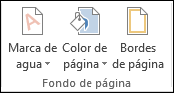 Marca de Color de Bordes
agua página de página
Fondo de página